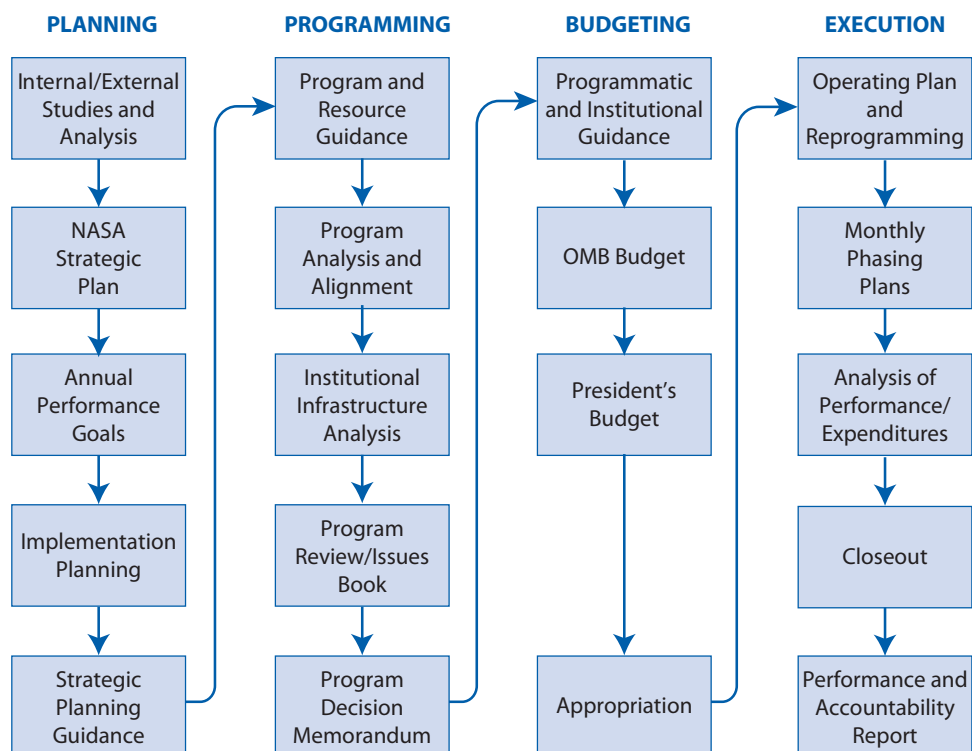 PLANNING
Internal/External
Studies and
Analysis
NASA
Strategic
Plan
Annual
Performance
Goals
Implementation
Planning
Strategic
Planning
Guidance
PROGRAMMING
Program and
Resource
Guidance
Program
Analysis and
Alignment
Institutional
Infrastructure
Analysis
Program
Review/Issues
Book
Program
Decision
Memorandum
BUDGETING
Programmatic
and Institutional
Guidance
OMB Budget
President’s
Budget
Appropriation
EXECUTION
Operating Plan
and
Reprogramming
Monthly
Phasing
Plans
Analysis of
Performance/
Expenditures
Closeout
Performance and
Accountability
Report